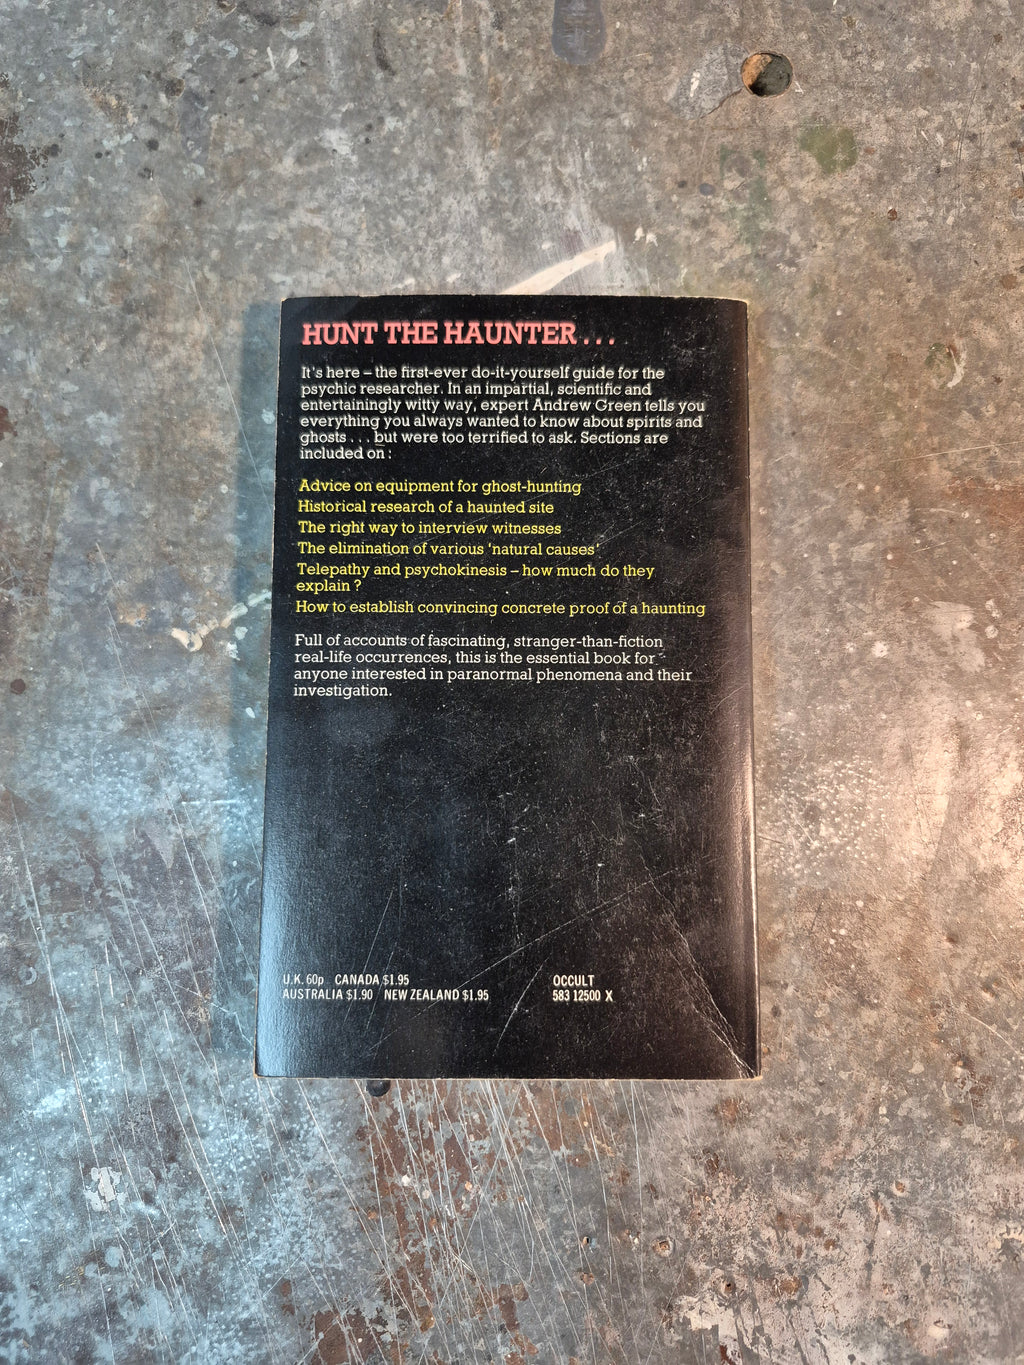 HUNT THE HAUNTER...
It's here – the first-ever do-it-yourself guide for the
psychic researcher. In an impartial, scientific and
entertainingly witty way, expert Andrew Green tells you
everything you always wanted to know about spirits and
ghosts... but were too terrified to ask. Sections are
included on:
Advice on equipment for ghost-hunting
Historical research of a haunted site
The right way to interview witnesses
The elimination of various 'natural causes'
Telepathy and psychokinesis – how much do they
explain?
How to establish convincing concrete proof of a haunting
Full of accounts of fascinating, stranger-than-fiction
real-life occurrences, this is the essential book for
anyone interested in paranormal phenomena and their
investigation.
U.K. 60p CANADA $1.95
AUSTRALIA $1.90 NEW ZEALAND $1.95
OCCULT
583 12500 X